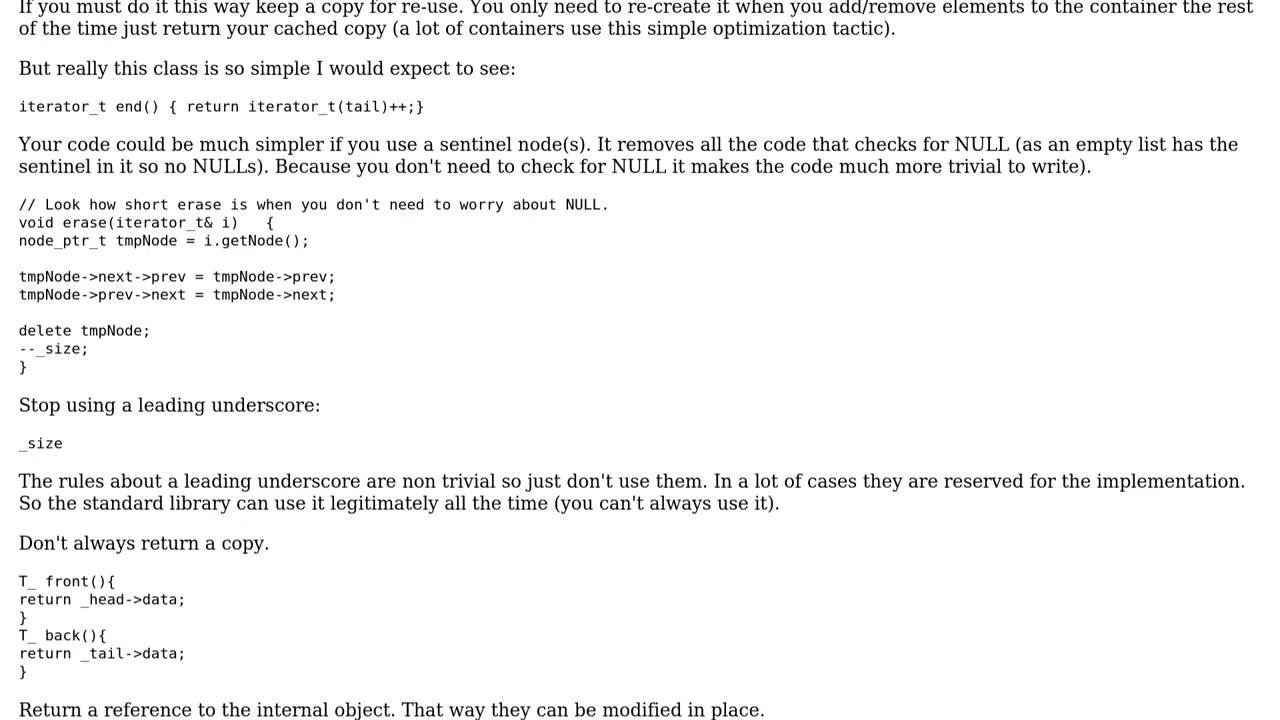 If you must do it this way keep a copy for re-use. You only need to re-create it when you add/remove elements to the container the rest
of the time just return your cached copy (a lot of containers use this simple optimization tactic).
But really this class is so simple I would expect to see:
iterator_t end() { return iterator_t(tail)++;}
Your code could be much simpler if you use a sentinel node(s). It removes all the code that checks for NULL (as an empty list has the
sentinel in it so no NULLs). Because you don't need to check for NULL it makes the code much more trivial to write).
// Look how short erase is when you don't need to worry about NULL.
void erase(iterator_t& i)   {
node_ptr_t tmpNode = i.getNode();
tmpNode->next->prev = tmpNode->prev;
tmpNode->prev->next = tmpNode->next;
delete tmpNode;
--_size;
}
Stop using a leading underscore:
_size
The rules about a leading underscore are non trivial so just don't use them. In a lot of cases they are reserved for the implementation.
So the standard library can use it legitimately all the time (you can't always use it).
Don't always return a copy.
T_ front(){
return _head->data;
}
T_ back(){
return _tail->data;
}
Return a reference to the internal object. That way they can be modified in place.